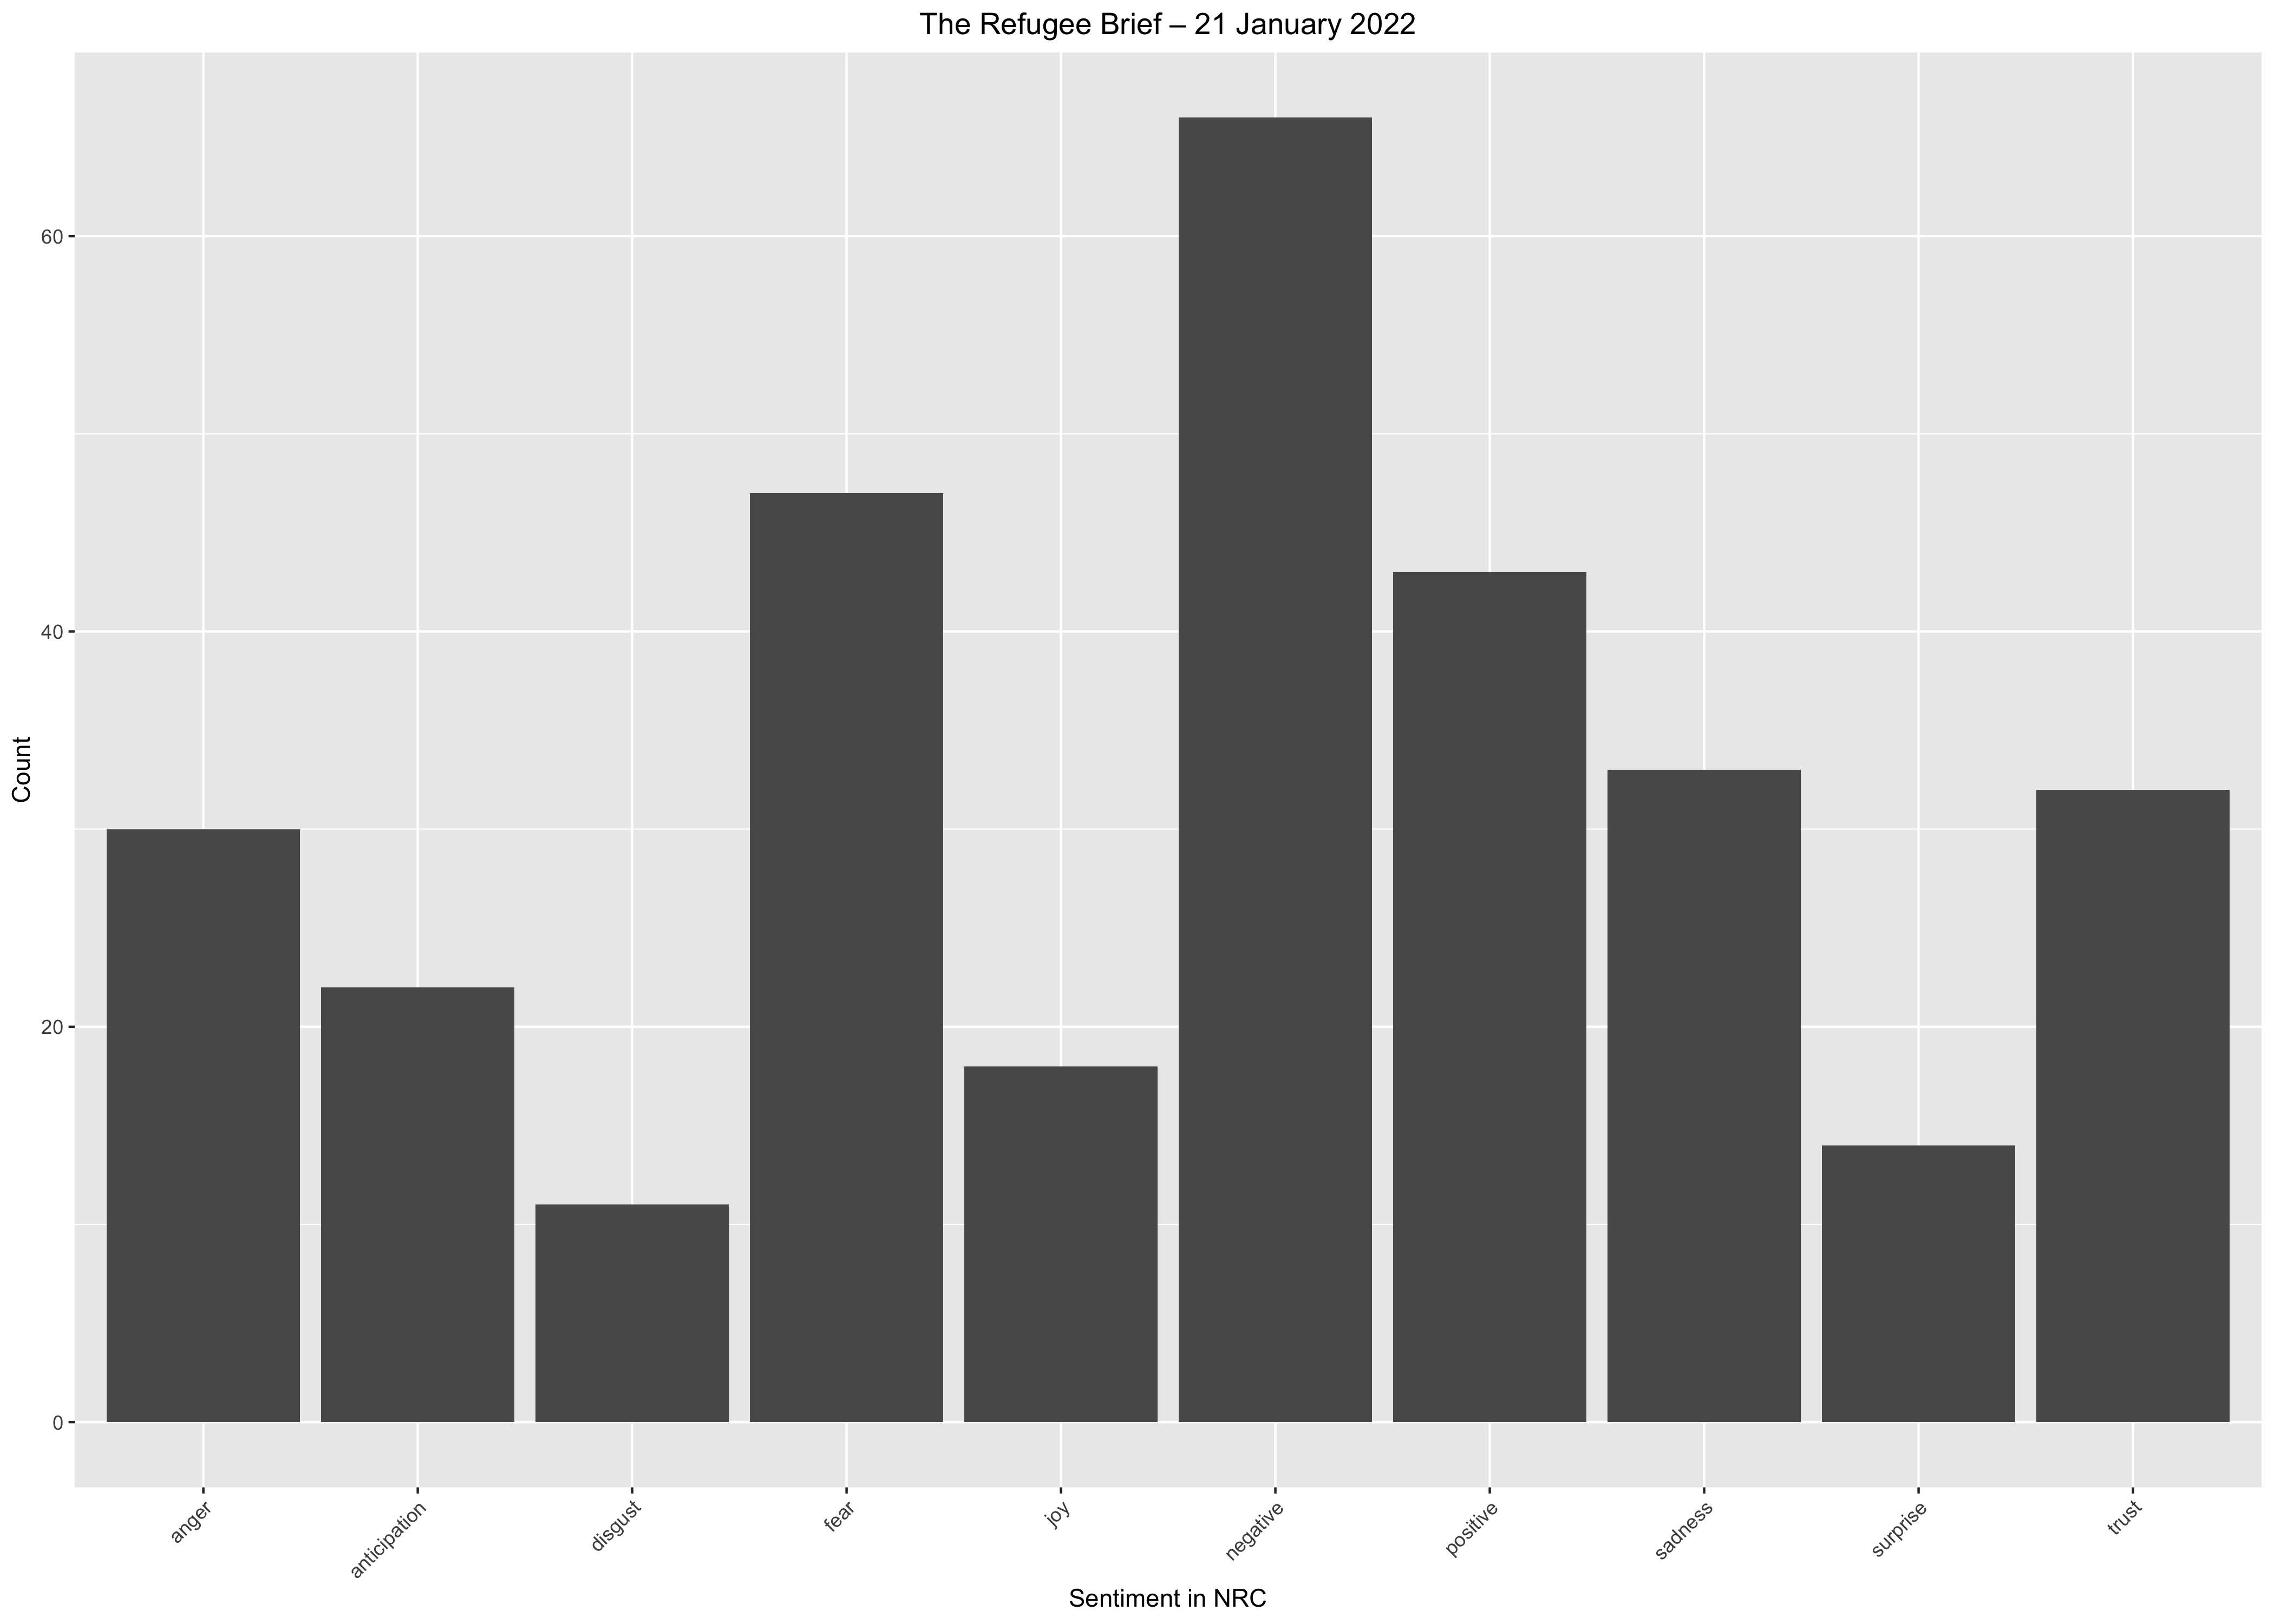 The Refugee Brief – 21 January 2022
Count
60
40
20
0
anger
anticipation
disgust
fear
joy
negative
positive
sadness
surprise
trust
Sentiment in NRC